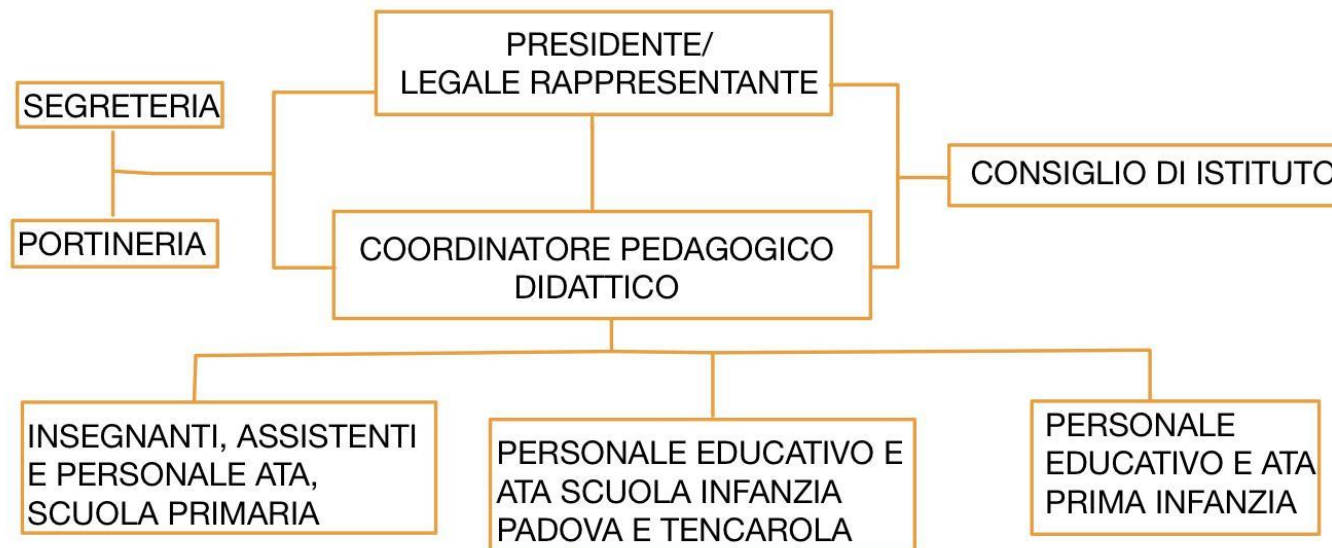 PRESIDENTE/
LEGALE RAPPRESENTANTE
SEGRETERIA
PORTINERIA
CONSIGLIO DI ISTITUTO
COORDINATORE PEDAGOGICO
DIDATTICO
INSEGNANTI, ASSISTENTI
E PERSONALE ATA,
SCUOLA PRIMARIA
PERSONALE EDUCATIVO E
ATA SCUOLA INFANZIA
PADOVA E TENCAROLA
PERSONALE
EDUCATIVO E ATA
PRIMA INFANZIA